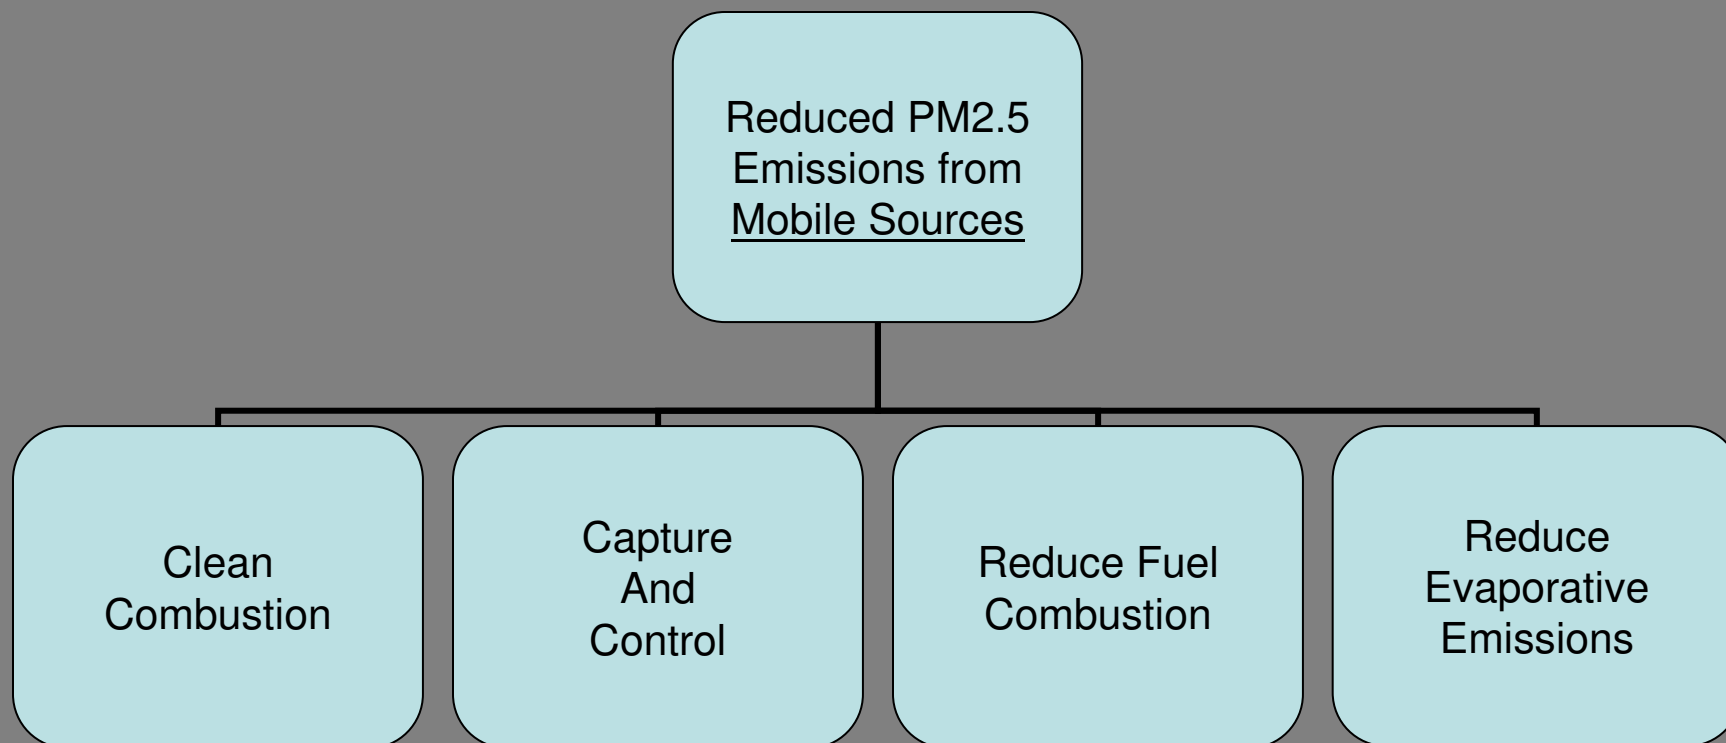 Reduced PM2.5
Emissions from
Mobile Sources
Clean
Combustion
Capture
And
Control
Reduce Fuel
Combustion
Reduce
Evaporative
Emissions